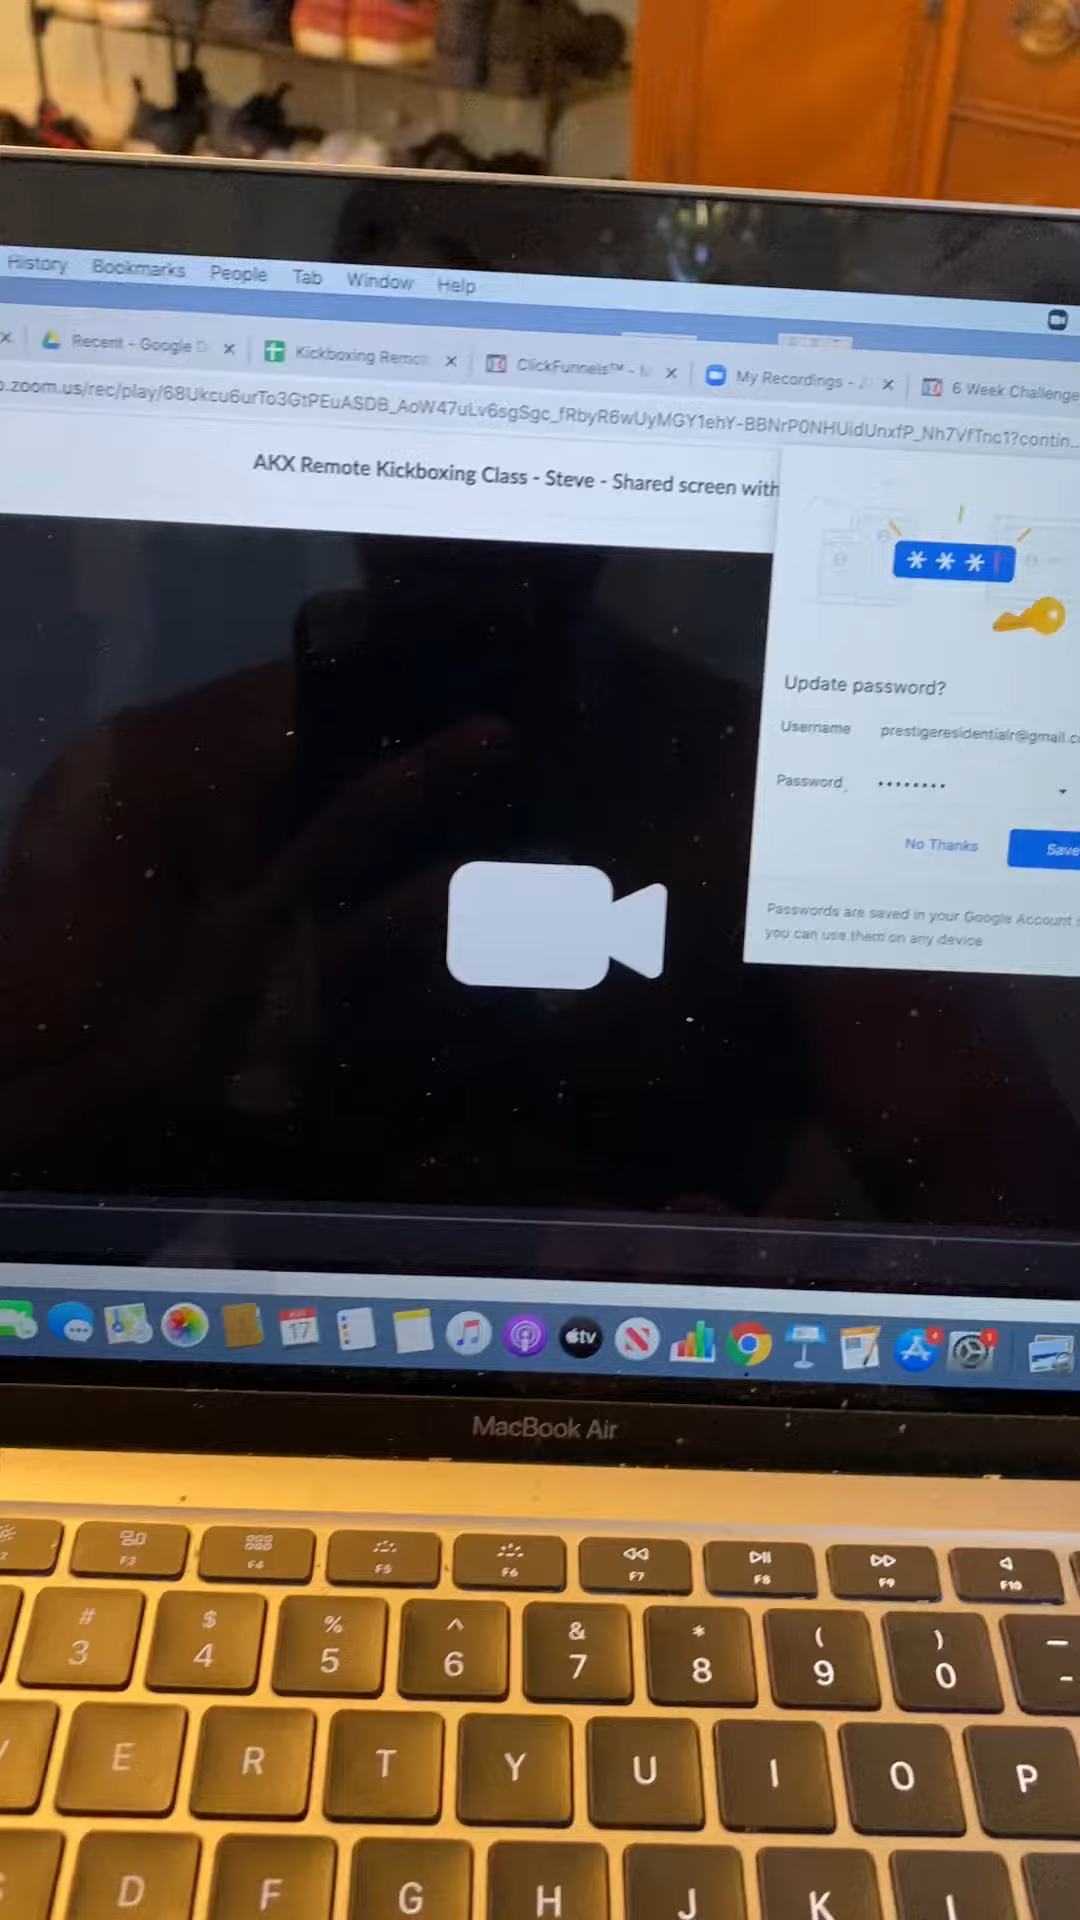 History Bookmarks People Tab Window Help
Recent - Google D
Kickboxing Remo
ClickFunnels™ -
My Recordings -
6 Week Challenge
.zoom.us/rec/play/68Ukcu6urTo3GtPEuASDB_AoW47uLv6sgSgc_fRbyR6wUyMGY1ehY-BBNrP0NHUidUnxfP_Nh7VfTnc1?contin...
AKX Remote Kickboxing Class - Steve - Shared screen with
***
Update password?
Username prestigeresidentialr@gmail.c
Password ••••••••
No Thanks Save
Passwords are saved in your Google Account
you can use them on any device
17
tv
MacBook Air
F3 F4 F5 F6 F7 F8 F9 F10
# $ % ^ & * ( )
3 4 5 6 7 8 9 0 -
E R T Y U I O P
D F G H J K L